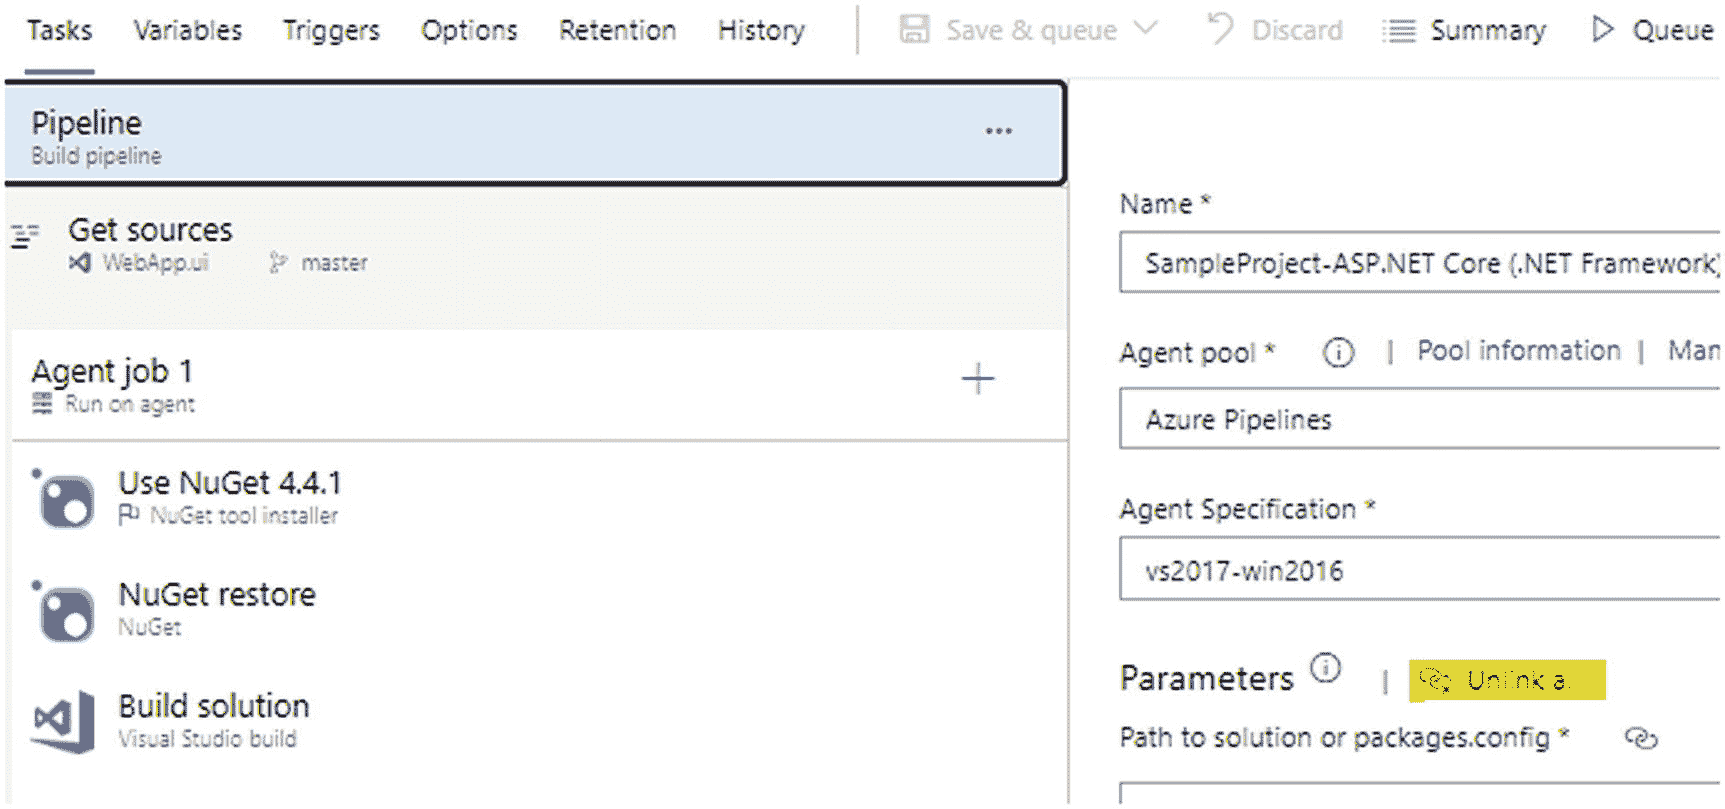 Tasks Variables Triggers Options Retention History Save & queue Discard Summary Queue
Pipeline
Build pipeline
Get sources
WebApp.ui master
Agent job 1
Run on agent
Use NuGet 4.4.1
NuGet tool installer
NuGet restore
NuGet
Build solution
Visual Studio build
Name *
SampleProject-ASP.NET Core (.NET Framework)
Agent pool * | Pool information | Man
Azure Pipelines
Agent Specification *
vs2017-win2016
Parameters | Unlink a
Path to solution or packages.config *